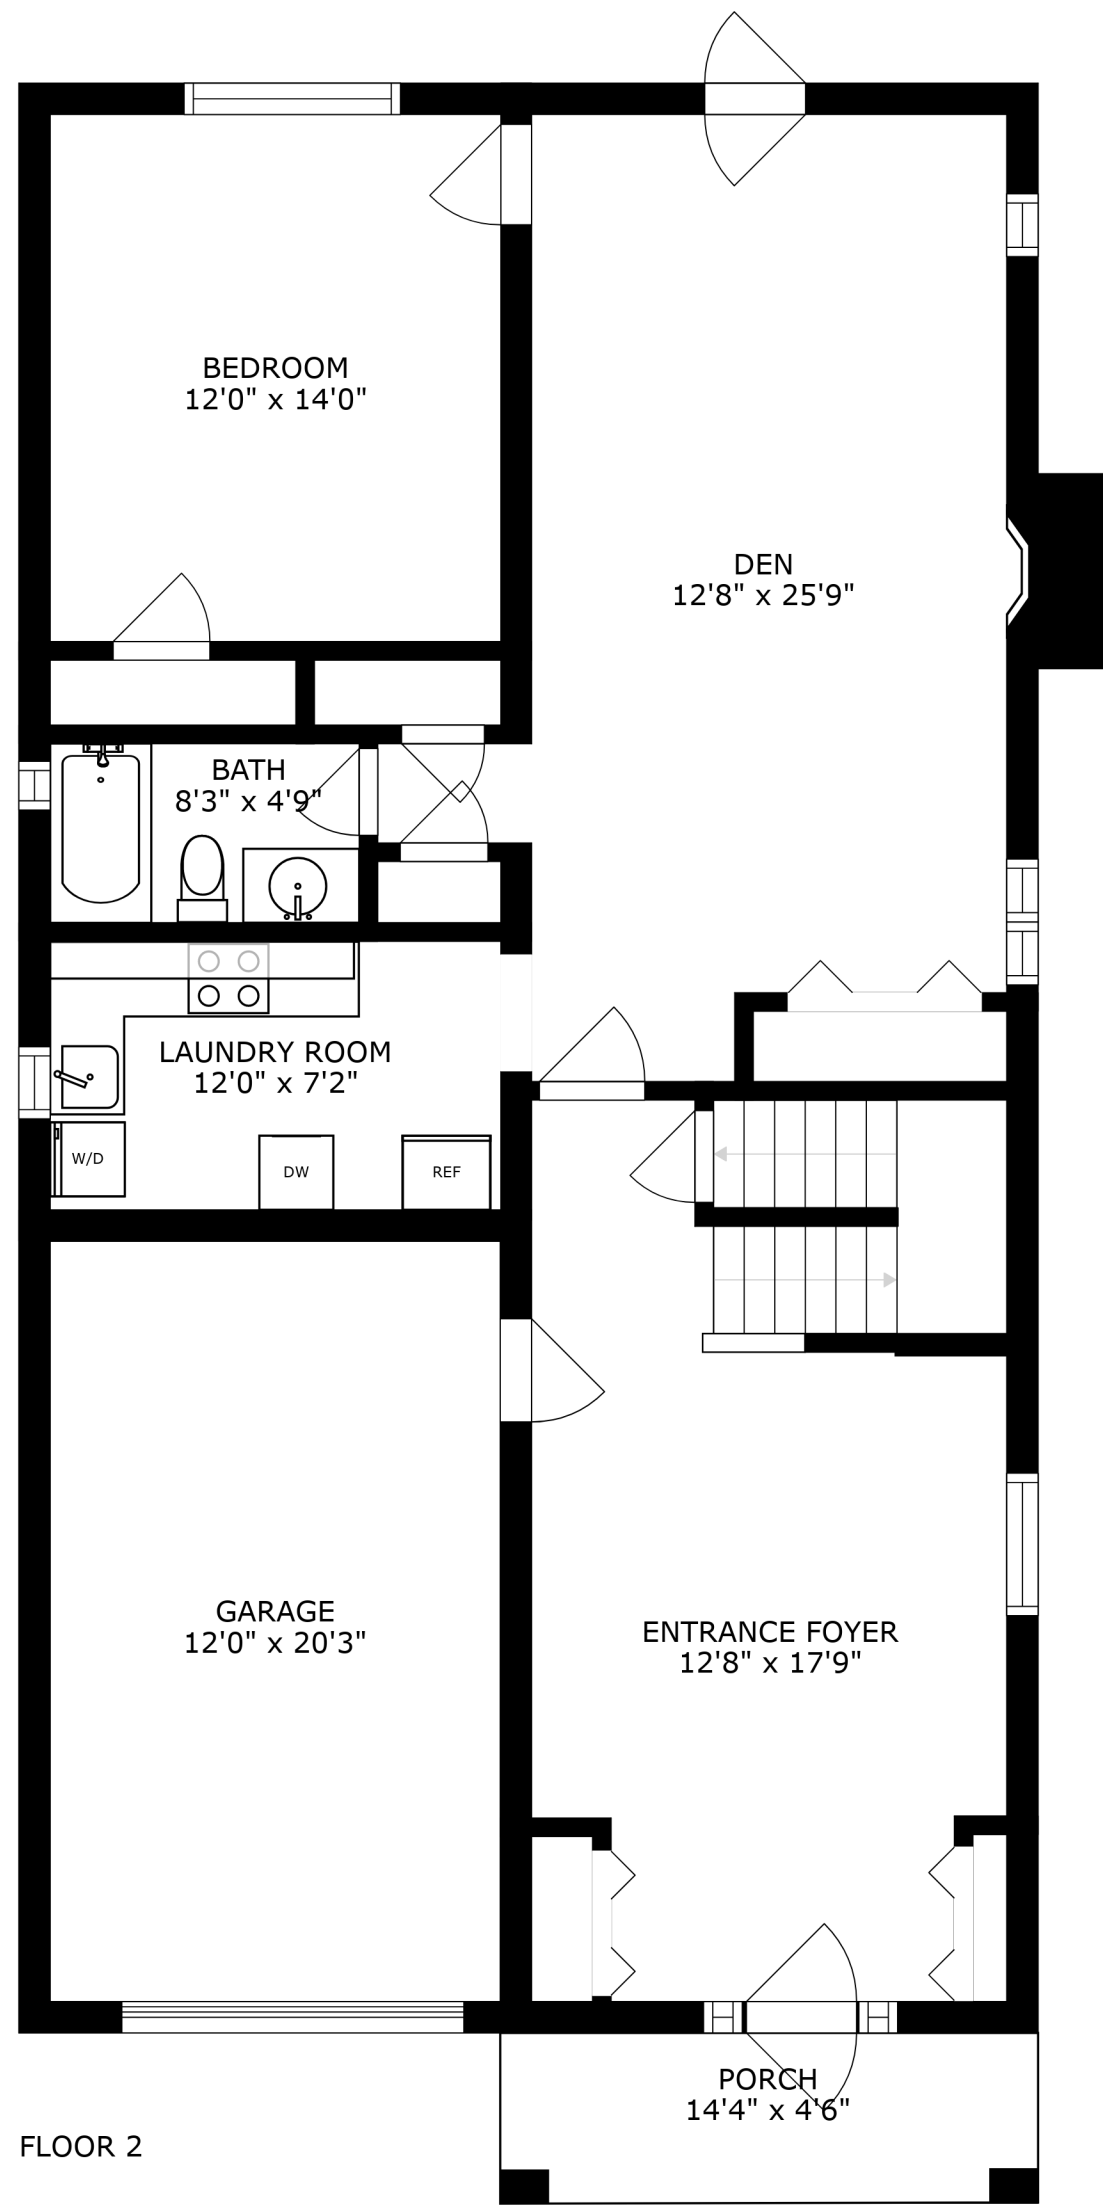 BEDROOM
12'0" x 14'0"
DEN
12'8" x 25'9"
BATH
8'3" x 4'9"
LAUNDRY ROOM
12'0" x 7'2"
W/D
DW
REF
GARAGE
12'0" x 20'3"
ENTRANCE FOYER
12'8" x 17'9"
PORCH
14'4" x 4'6"
FLOOR 2